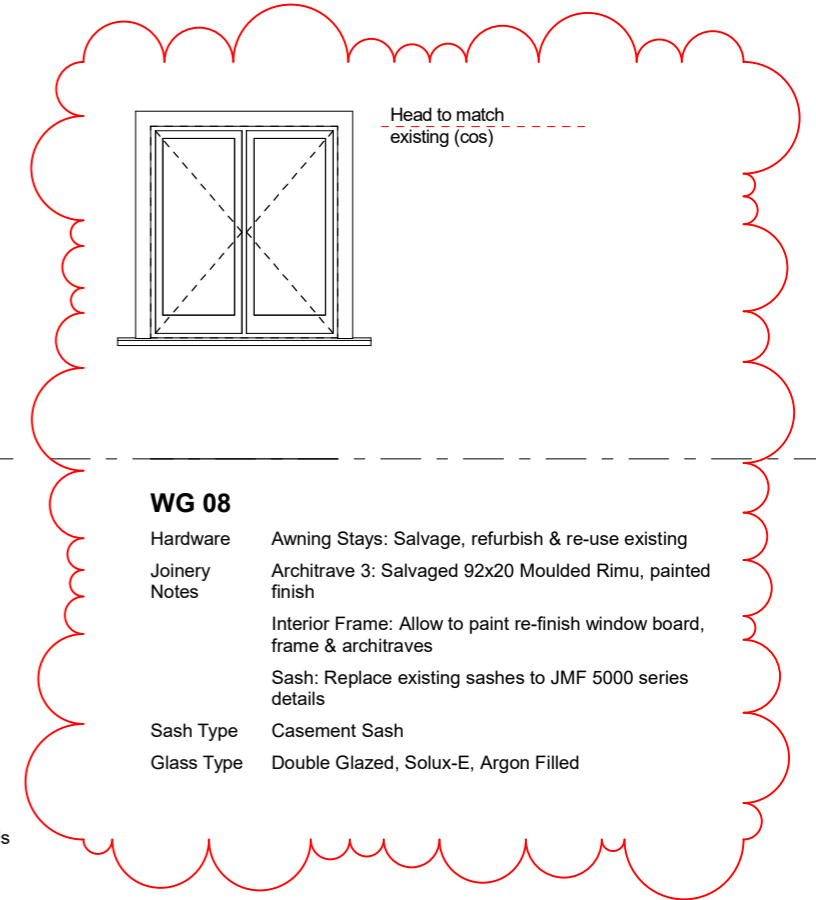 Head to match
existing (cos)
WG 08
Hardware Awning Stays: Salvage, refurbish & re-use existing
Joinery Architrave 3: Salvaged 92x20 Moulded Rimu, painted
Notes finish
Interior Frame: Allow to paint re-finish window board,
frame & architraves
Sash: Replace existing sashes to JMF 5000 series
details
Sash Type Casement Sash
Glass Type Double Glazed, Solux-E, Argon Filled